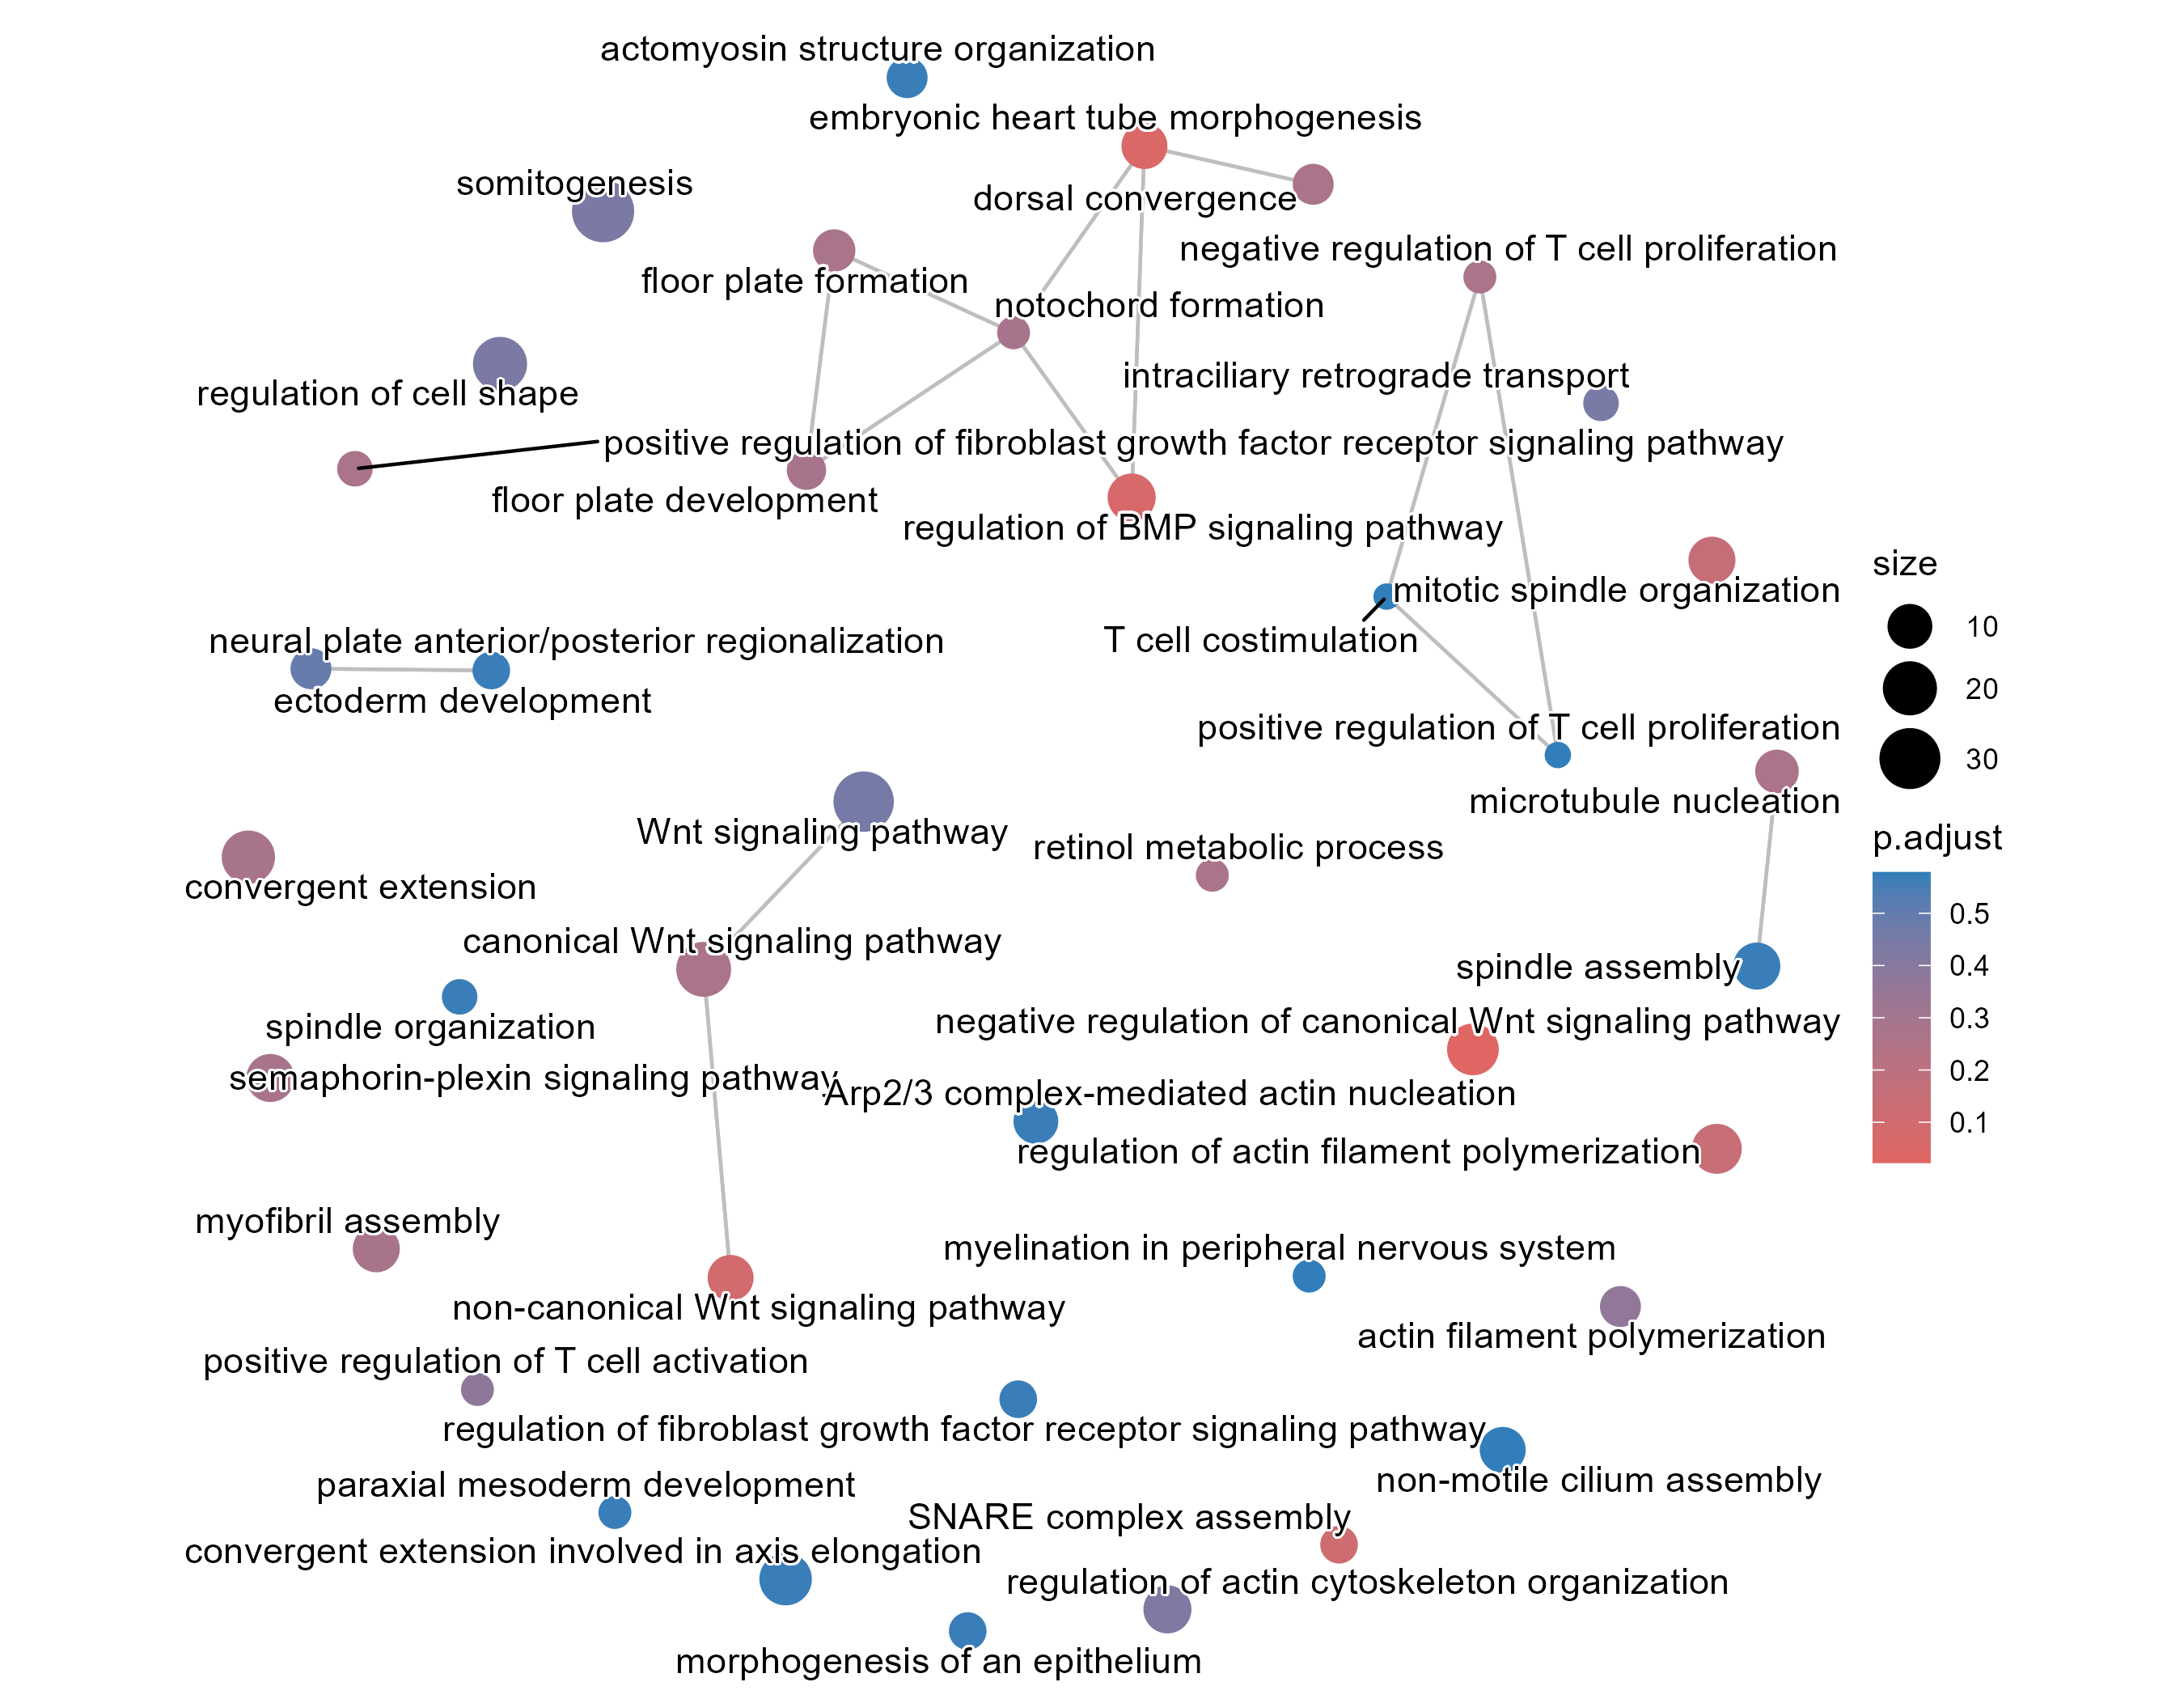 actomyosin structure organization
embryonic heart tube morphogenesis
somitogenesis
dorsal convergence
negative regulation of T cell proliferation
floor plate formation
notochord formation
intraciliary retrograde transport
regulation of cell shape
positive regulation of fibroblast growth factor receptor signaling pathway
floor plate development
regulation of BMP signaling pathway
mitotic spindle organization
T cell costimulation
neural plate anterior/posterior regionalization
ectoderm development
positive regulation of T cell proliferation
microtubule nucleation
Wnt signaling pathway
retinol metabolic process
convergent extension
canonical Wnt signaling pathway
spindle assembly
spindle organization
negative regulation of canonical Wnt signaling pathway
semaphorin-plexin signaling pathway
Arp2/3 complex-mediated actin nucleation
regulation of actin filament polymerization
myofibril assembly
myelination in peripheral nervous system
non-canonical Wnt signaling pathway
actin filament polymerization
positive regulation of T cell activation
regulation of fibroblast growth factor receptor signaling pathway
non-motile cilium assembly
paraxial mesoderm development
SNARE complex assembly
convergent extension involved in axis elongation
regulation of actin cytoskeleton organization
morphogenesis of an epithelium
size
10
20
30
p.adjust
0.5
0.4
0.3
0.2
0.1